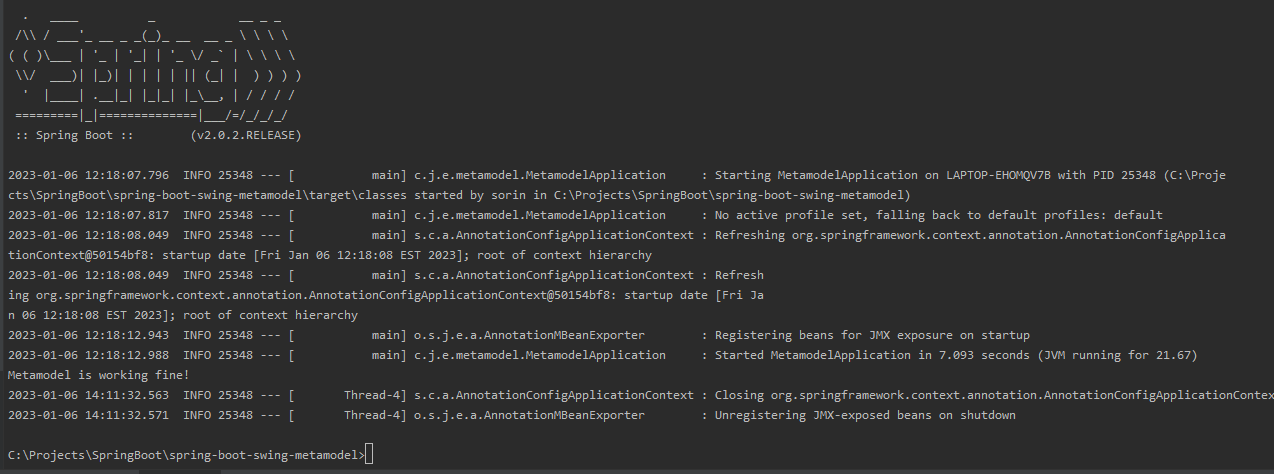 .   ____          _            __ _ _
 /\\ / ___'_ __ _ _(_)_ __  __ _ \ \ \ \
( ( )\___ | '_ | '_| | '_ \/ _` | \ \ \ \
 \\/  ___)| |_)| | | | | || (_| |  ) ) ) )
  '  |____| .__|_| |_|_| |_\__, | / / / /
 =========|_|==============|___/=/_/_/_/
 :: Spring Boot ::        (v2.0.2.RELEASE)
2023-01-06 12:18:07.796  INFO 25348 --- [           main] c.j.e.metamodel.MetamodelApplication     : Starting MetamodelApplication on LAPTOP-EHOMQV7B with PID 25348 (C:\Proje
cts\SpringBoot\spring-boot-swing-metamodel\target\classes started by sorin in C:\Projects\SpringBoot\spring-boot-swing-metamodel)
2023-01-06 12:18:07.817  INFO 25348 --- [           main] c.j.e.metamodel.MetamodelApplication     : No active profile set, falling back to default profiles: default
2023-01-06 12:18:08.049  INFO 25348 --- [           main] s.c.a.AnnotationConfigApplicationContext : Refreshing org.springframework.context.annotation.AnnotationConfigApplica
tionContext@50154bf8: startup date [Fri Jan 06 12:18:08 EST 2023]; root of context hierarchy
2023-01-06 12:18:08.049  INFO 25348 --- [           main] s.c.a.AnnotationConfigApplicationContext : Refresh
ing org.springframework.context.annotation.AnnotationConfigApplicationContext@50154bf8: startup date [Fri Ja
n 06 12:18:08 EST 2023]; root of context hierarchy
2023-01-06 12:18:12.943  INFO 25348 --- [           main] o.s.j.e.a.AnnotationMBeanExporter        : Registering beans for JMX exposure on startup
2023-01-06 12:18:12.988  INFO 25348 --- [           main] c.j.e.metamodel.MetamodelApplication     : Started MetamodelApplication in 7.093 seconds (JVM running for 21.67)
Metamodel is working fine!
2023-01-06 14:11:32.563  INFO 25348 --- [       Thread-4] s.c.a.AnnotationConfigApplicationContext : Closing org.springframework.context.annotation.AnnotationConfigApplicationContex
2023-01-06 14:11:32.571  INFO 25348 --- [       Thread-4] o.s.j.e.a.AnnotationMBeanExporter        : Unregistering JMX-exposed beans on shutdown
C:\Projects\SpringBoot\spring-boot-swing-metamodel>